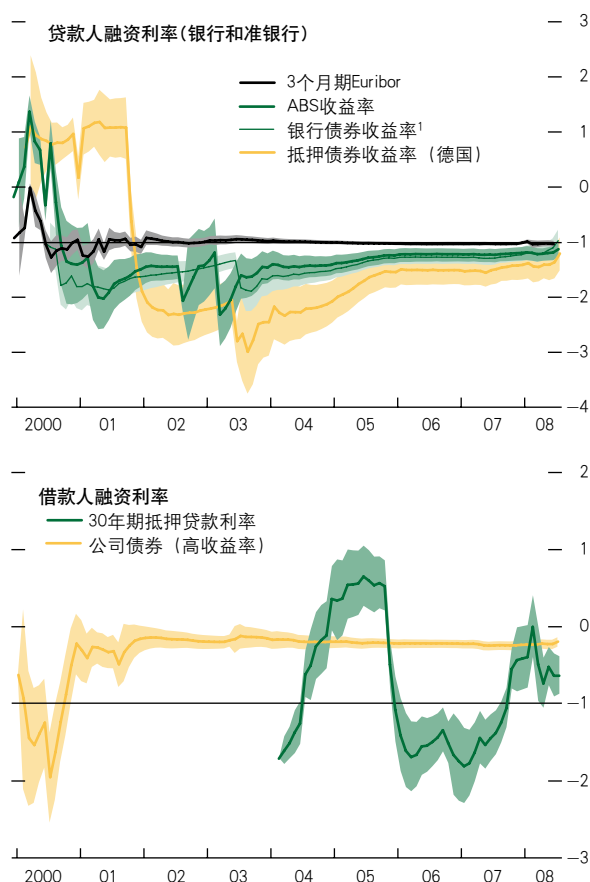 贷款人融资利率(银行和准银行)
3个月期Euribor
ABS收益率
银行债券收益率1
抵押债券收益率（德国）
3
2
1
0
−1
−2
−3
−4
2000 01 02 03 04 05 06 07 08
借款人融资利率
30年期抵押贷款利率
公司债券（高收益率）
2
1
0
−1
−2
−3
2000 01 02 03 04 05 06 07 08